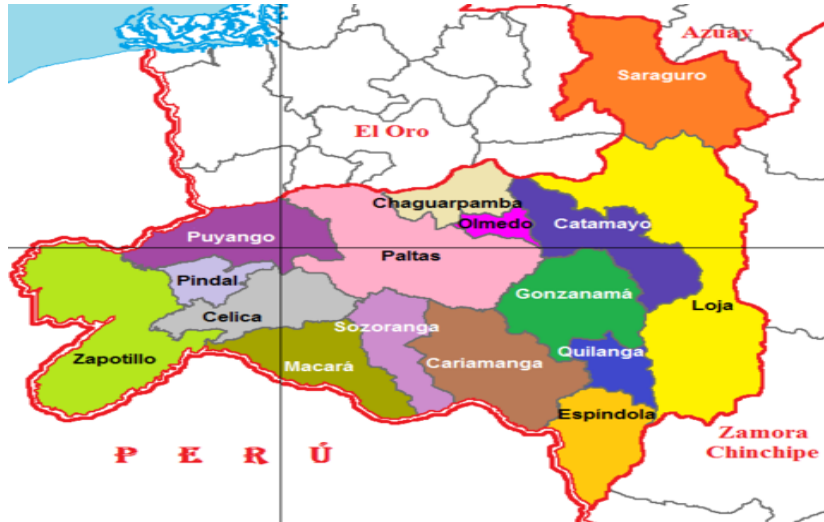 Azuay
Saraguro
El Oro
Chaguarpamba
Olmedo
Catamayo
Puyango
Paltas
Pindal
Gonzanamá
Celica
Loja
Sozoranga
Zapotillo
Macará
Cariamanga
Quilanga
Espíndola
PERÚ
Zamora
Chinchipe